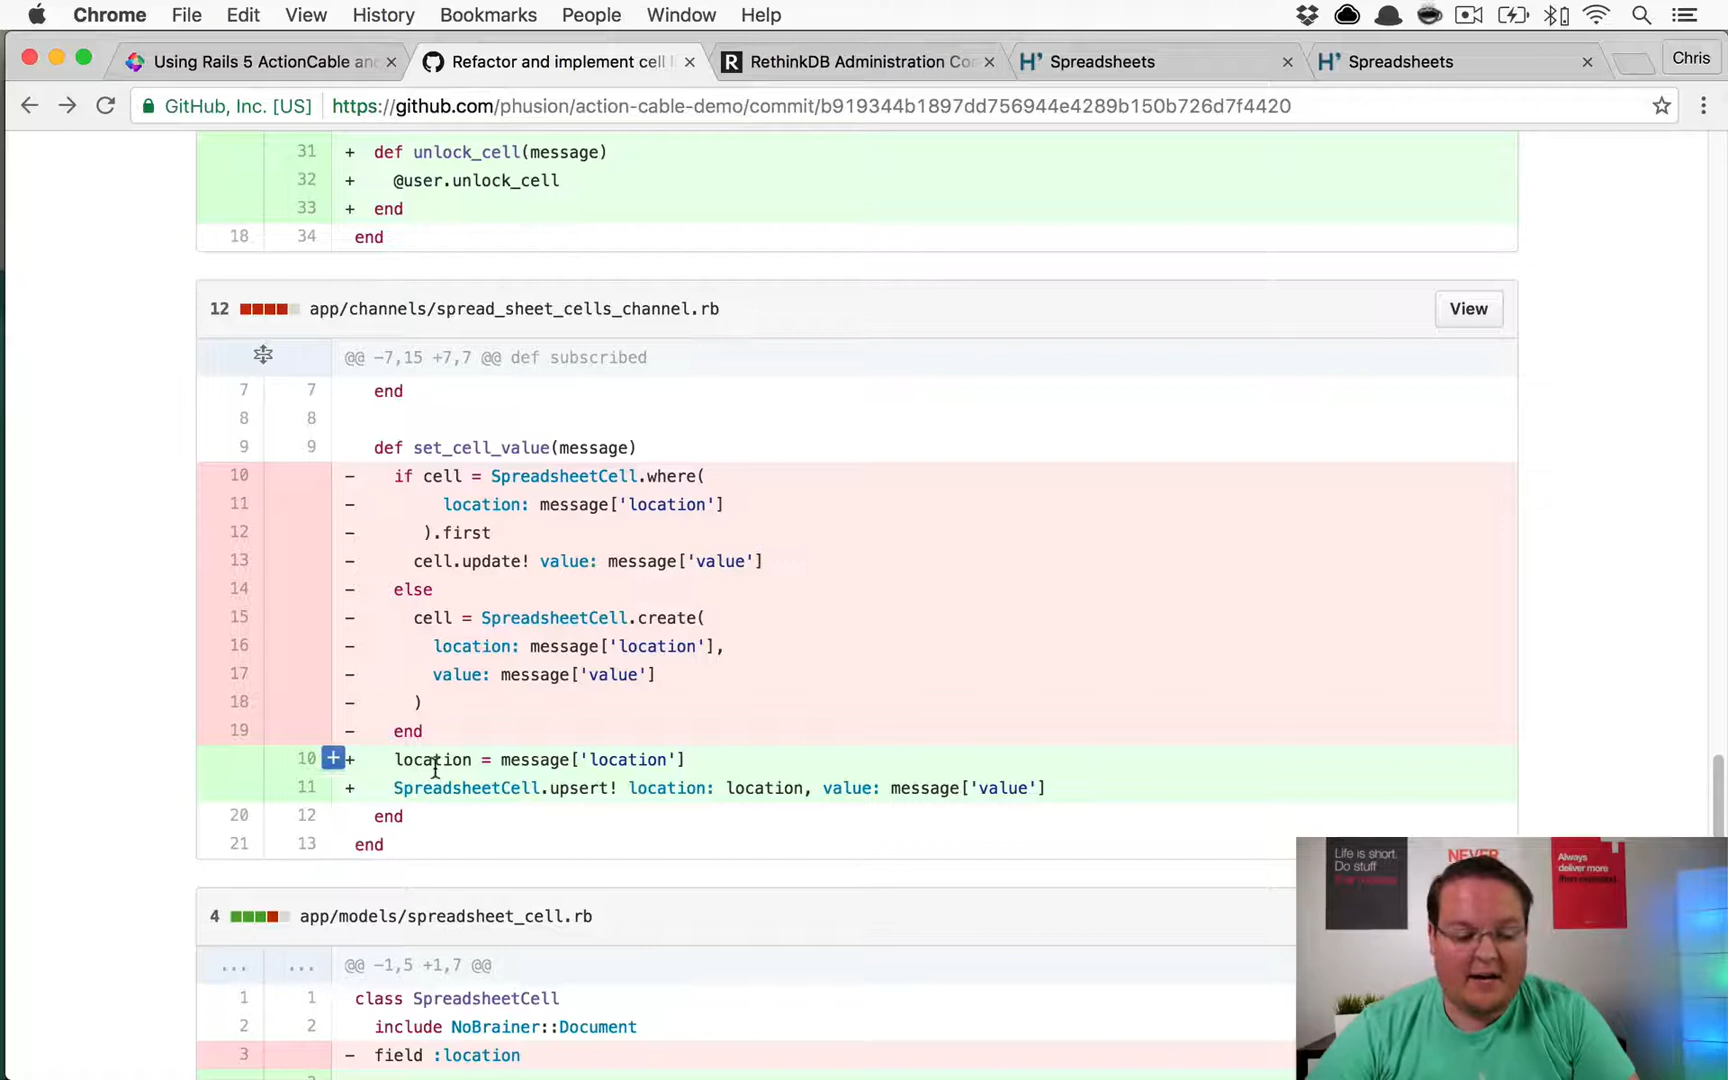 Chrome File Edit View History Bookmarks People Window Help
Using Rails 5 ActionCable an
Refactor and implement cell l
RethinkDB Administration Co
Spreadsheets
Spreadsheets
Chris
GitHub, Inc. [US] https://github.com/phusion/action-cable-demo/commit/b919344b1897dd756944e4289b150b726d7f4420
31 + def unlock_cell(message)
32 + @user.unlock_cell
33 + end
18 34 end
12 app/channels/spread_sheet_cells_channel.rb View
@@ -7,15 +7,7 @@ def subscribed
7 7 end
8 8
9 9 def set_cell_value(message)
10 - if cell = SpreadsheetCell.where(
11 - location: message['location']
12 - ).first
13 - cell.update! value: message['value']
14 - else
15 - cell = SpreadsheetCell.create(
16 - location: message['location'],
17 - value: message['value']
18 - )
19 - end
10 + location = message['location']
11 + SpreadsheetCell.upsert! location: location, value: message['value']
20 12 end
21 13 end
4 app/models/spreadsheet_cell.rb
... ... @@ -1,5 +1,7 @@
1 1 class SpreadsheetCell
2 2 include NoBrainer::Document
3 - field :location
Life is short.
Do stuff
NEVER
Always
deliver more